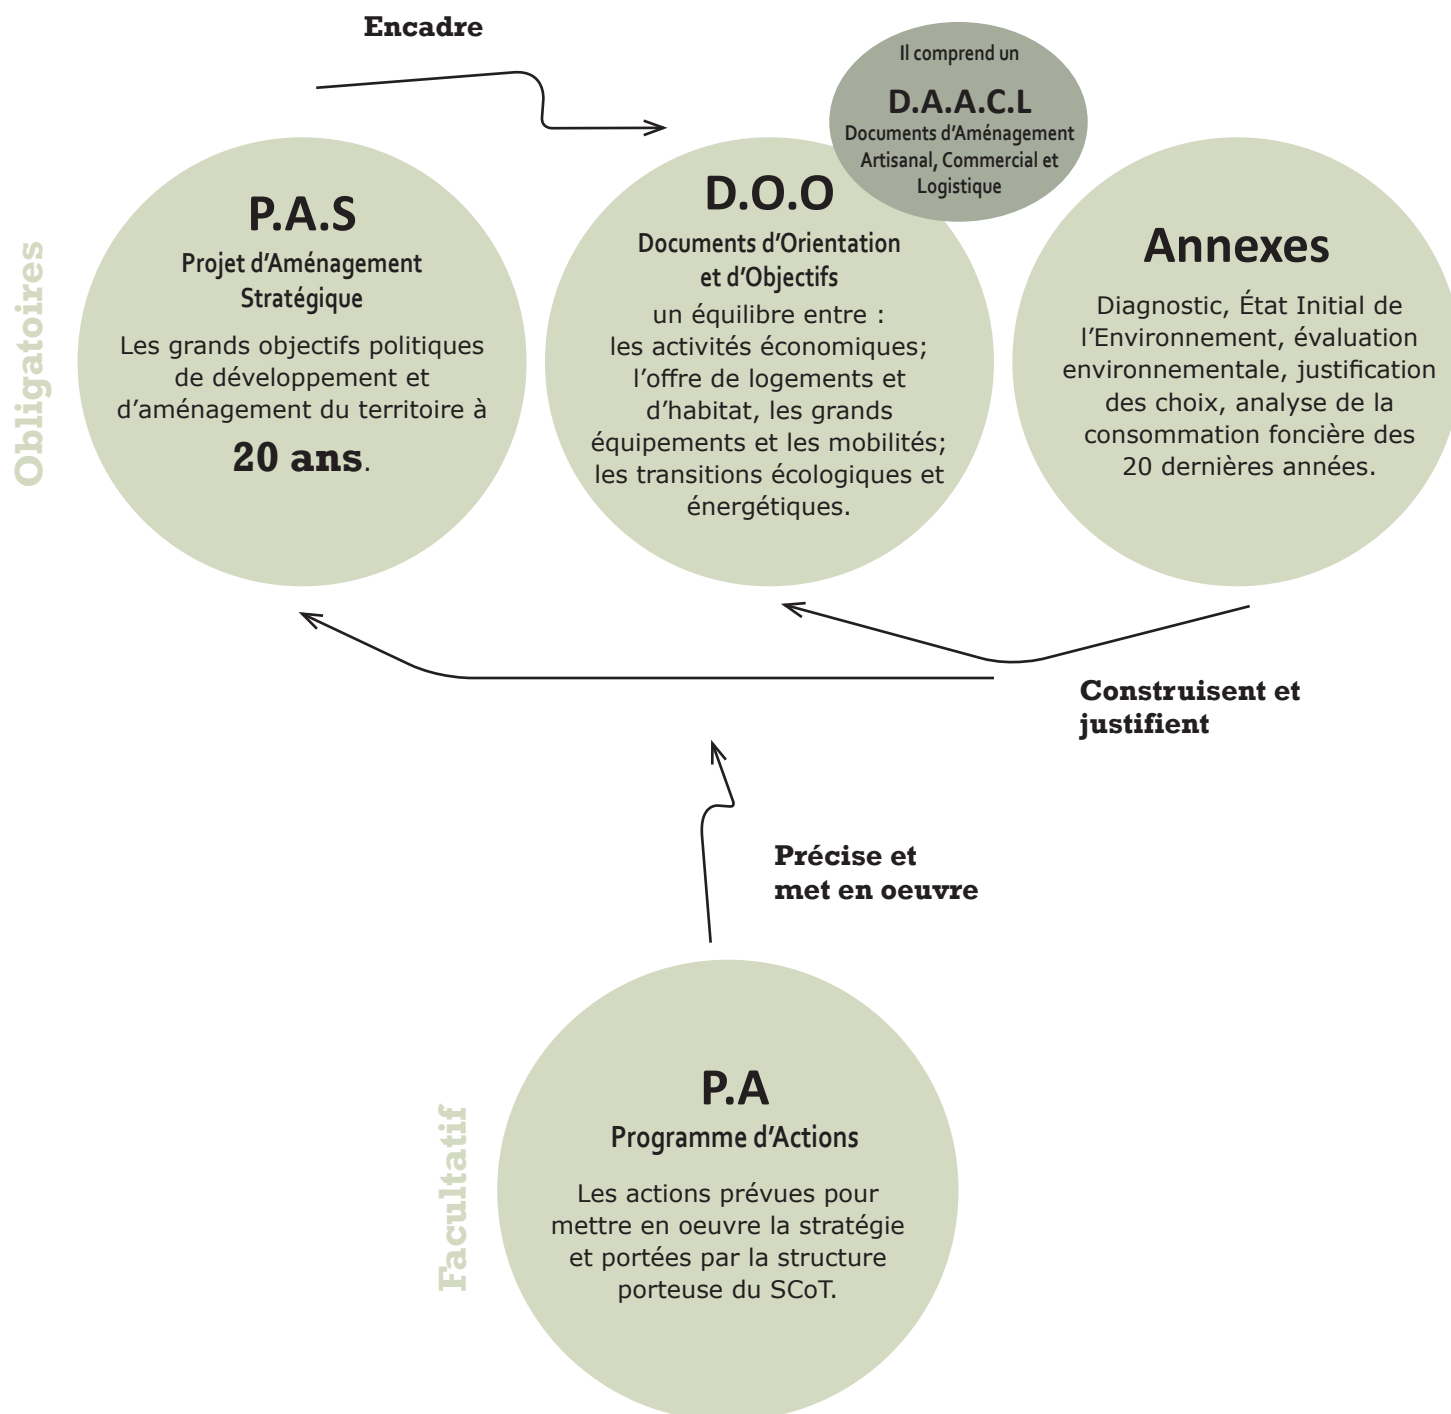 Encadre
Il comprend un
D.A.A.C.L
Documents d'Aménagement
Artisanal, Commercial et
Logistique
Obligatoires
P.A.S
Projet d'Aménagement
Stratégique
Les grands objectifs politiques
de développement et
d'aménagement du territoire à
20 ans.
D.O.O
Documents d'Orientation
et d'Objectifs
un équilibre entre :
les activités économiques;
l'offre de logements et
d'habitat, les grands
équipements et les mobilités;
les transitions écologiques et
énergétiques.
Annexes
Diagnostic, État Initial de
l'Environnement, évaluation
environnementale, justification
des choix, analyse de la
consommation foncière des
20 dernières années.
Construisent et
justifient
Précise et
met en oeuvre
Facultatif
P.A
Programme d'Actions
Les actions prévues pour
mettre en oeuvre la stratégie
et portées par la structure
porteuse du SCoT.